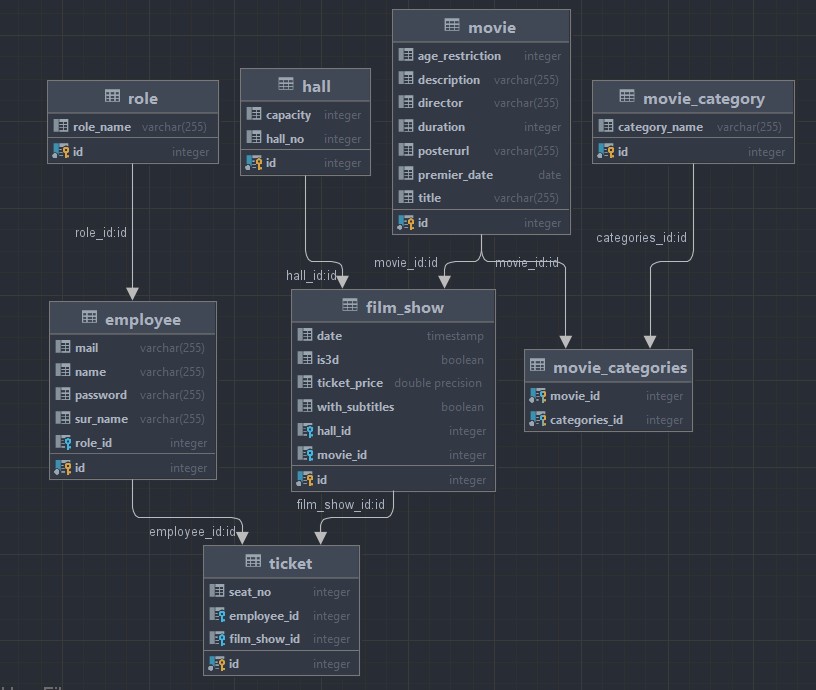 role
role_name varchar(255)
id integer
hall
capacity integer
hall_no integer
id integer
movie
age_restriction integer
description varchar(255)
director varchar(255)
duration integer
posterurl varchar(255)
premier_date date
title varchar(255)
id integer
movie_category
category_name varchar(255)
id integer
role_id:id
hall_id:id
movie_id:id
movie_id:id
categories_id:id
employee
mail varchar(255)
name varchar(255)
password varchar(255)
sur_name varchar(255)
role_id integer
id integer
film_show
date timestamp
is3d boolean
ticket_price double precision
with_subtitles boolean
hall_id integer
movie_id integer
id integer
movie_categories
movie_id integer
categories_id integer
employee_id:id
film_show_id:id
ticket
seat_no integer
employee_id integer
film_show_id integer
id integer